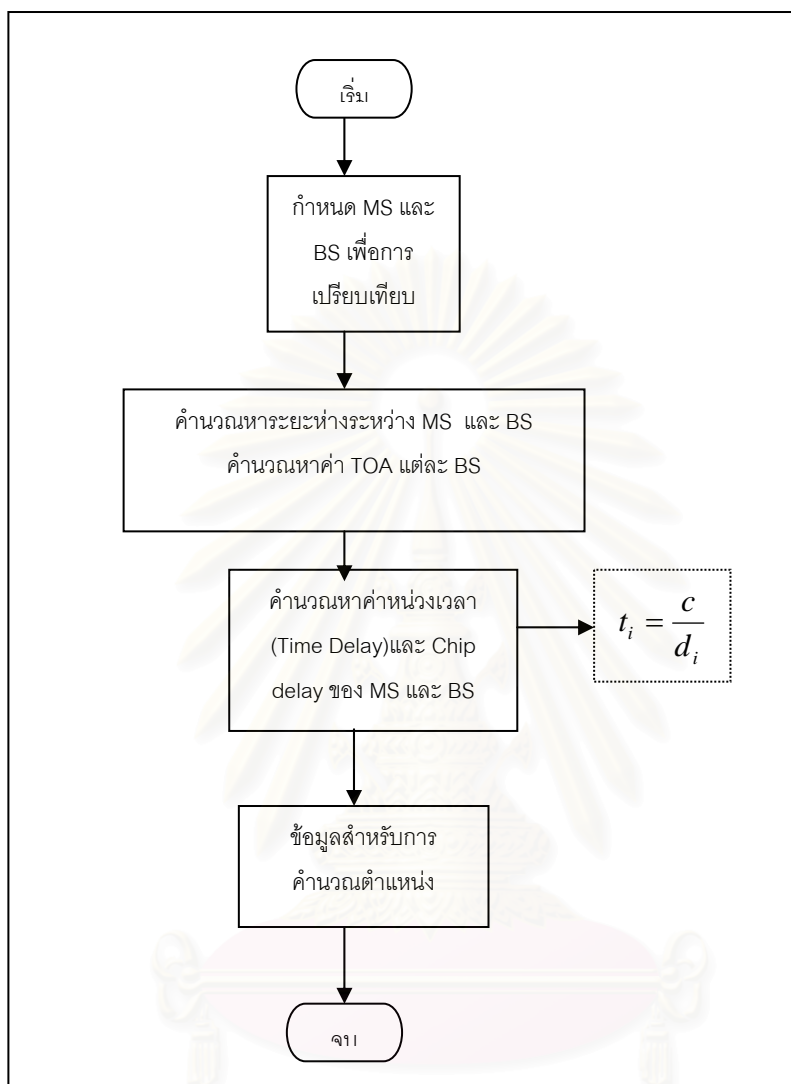 เริ่ม
กำหนด MS และ
BS เพื่อการ
เปรียบเทียบ
คำนวณหาระยะห่างระหว่าง MS และ BS
คำนวณหาค่า TOA แต่ละ BS
คำนวณหาค่าหน่วงเวลา
(Time Delay)และ Chip
delay ของ MS และ BS
t_i = c / d_i
ข้อมูลสำหรับการ
คำนวณตำแหน่ง
จบ